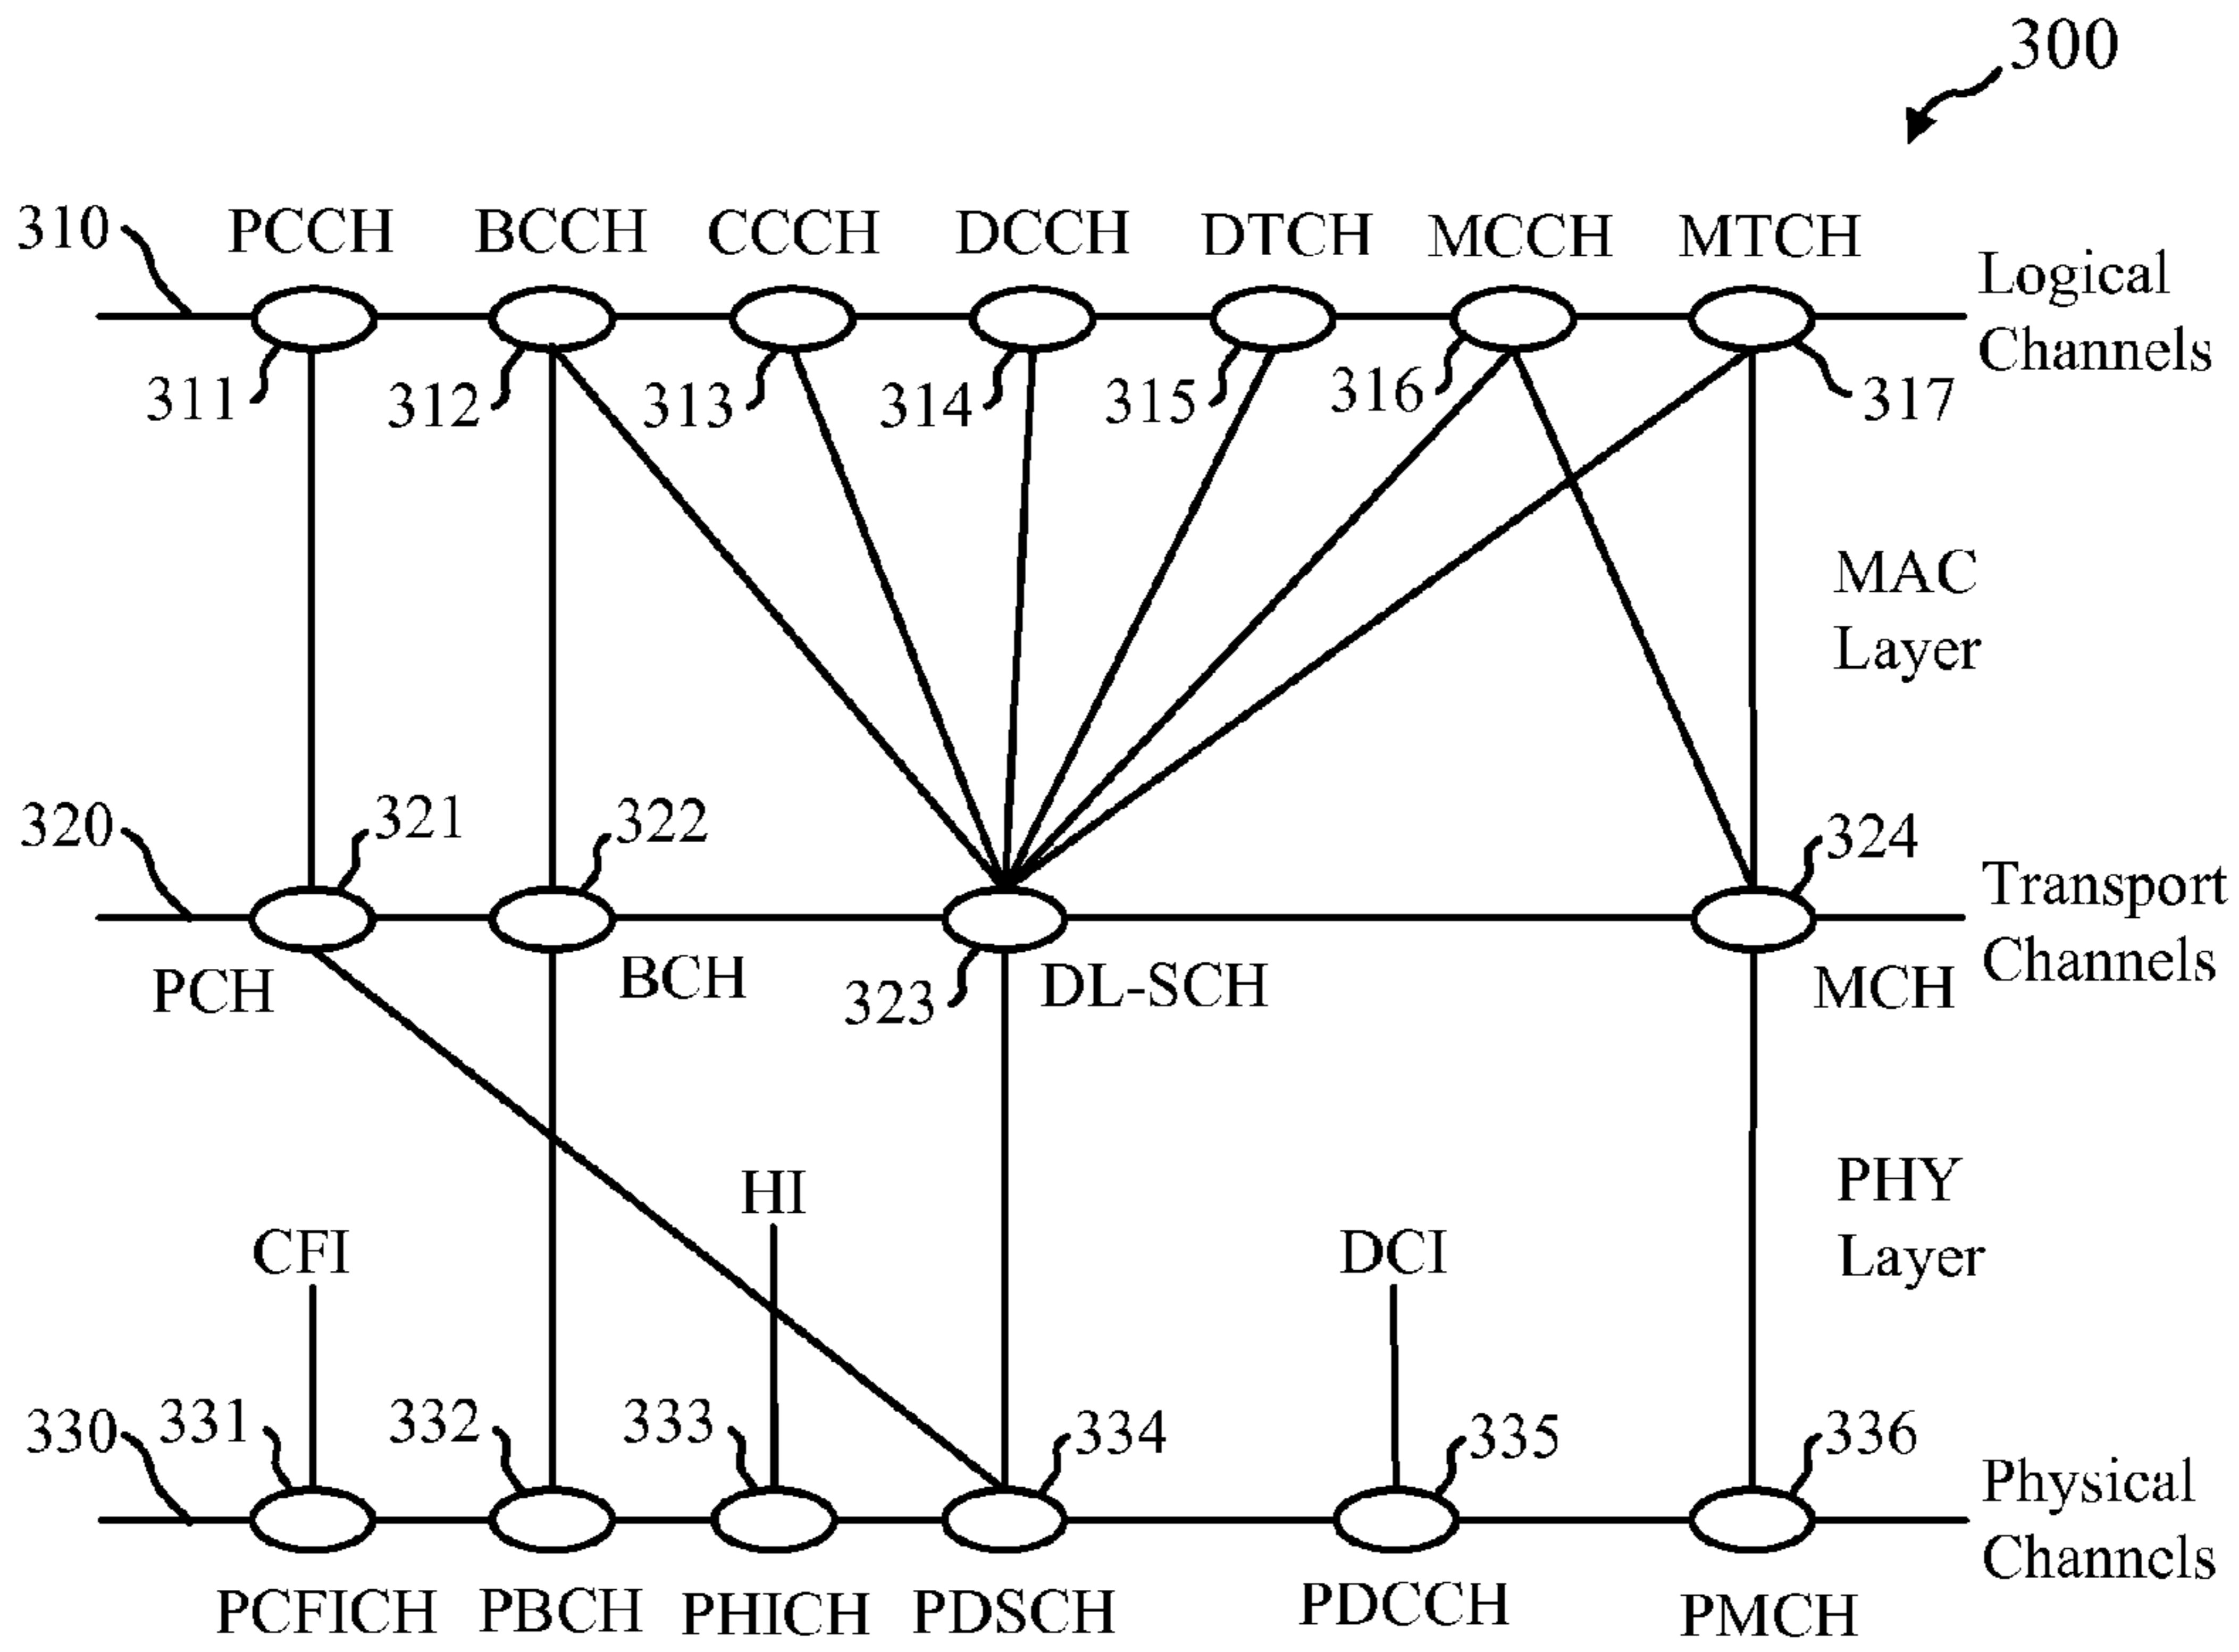 300
310
PCCH
BCCH
CCCH
DCCH
DTCH
MCCH
MTCH
Logical
Channels
311
312
313
314
315
316
317
MAC
Layer
320
321
322
324
Transport
Channels
PCH
BCH
323
DL-SCH
MCH
HI
CFI
DCI
PHY
Layer
330
331
332
333
334
335
336
Physical
Channels
PCFICH
PBCH
PHICH
PDSCH
PDCCH
PMCH